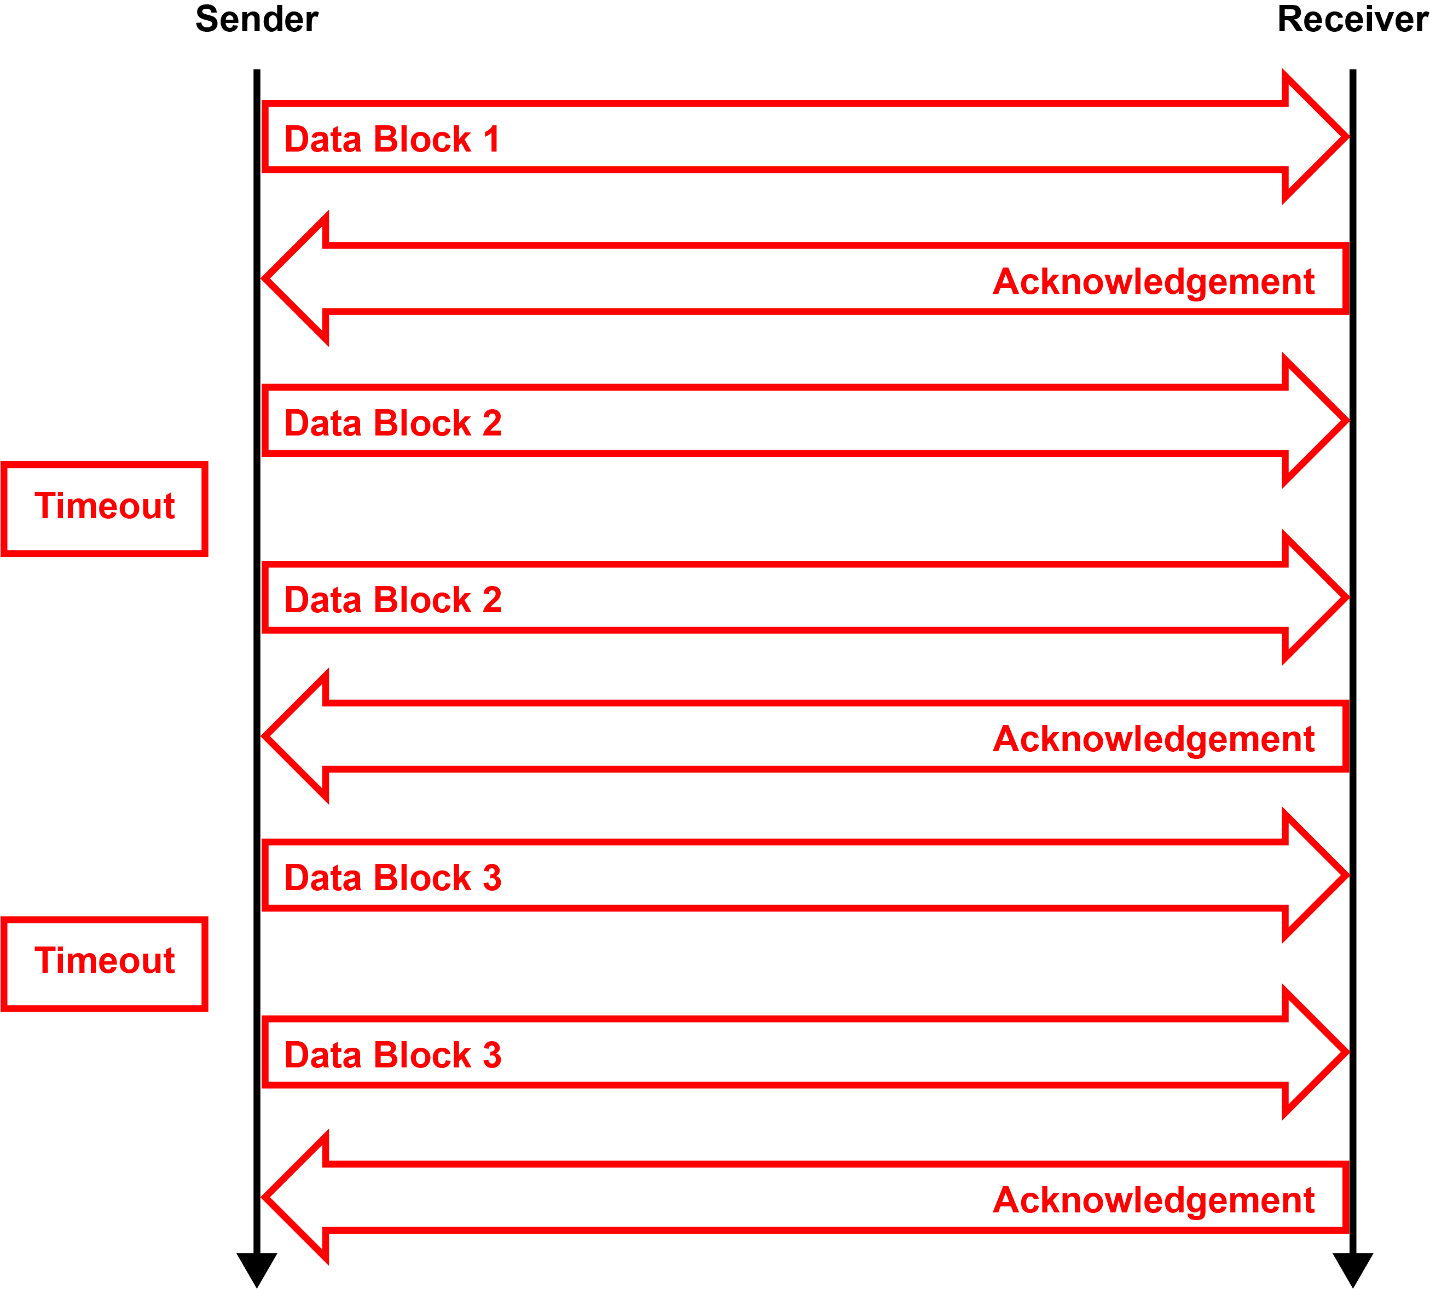 Sender
Receiver
Data Block 1
Acknowledgement
Data Block 2
Timeout
Data Block 2
Acknowledgement
Data Block 3
Timeout
Data Block 3
Acknowledgement